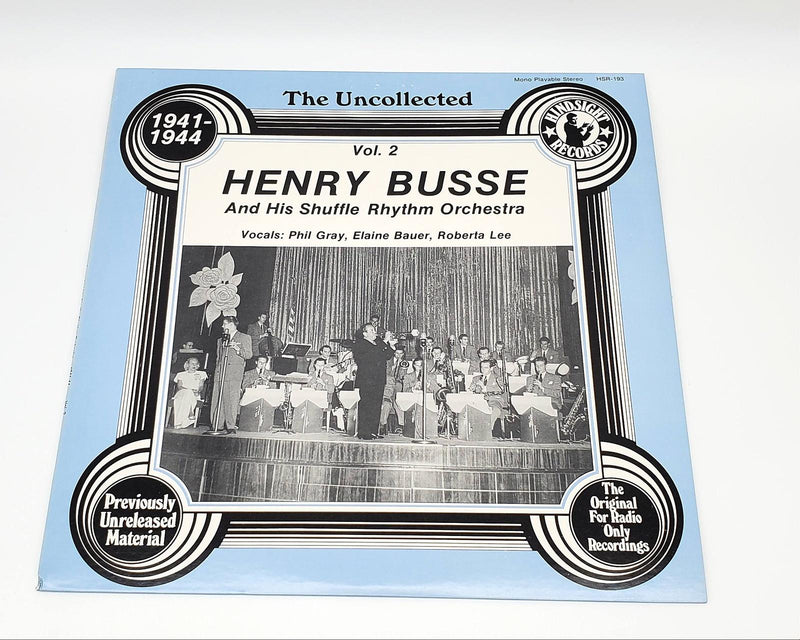 Mono Playable Stereo HSR-193
The Uncollected
1941-
1944
HINDSIGHT
RECORDS
Vol. 2
HENRY BUSSE
And His Shuffle Rhythm Orchestra
Vocals: Phil Gray, Elaine Bauer, Roberta Lee
Previously
Unreleased
Material
The
Original
For Radio
Only
Recordings